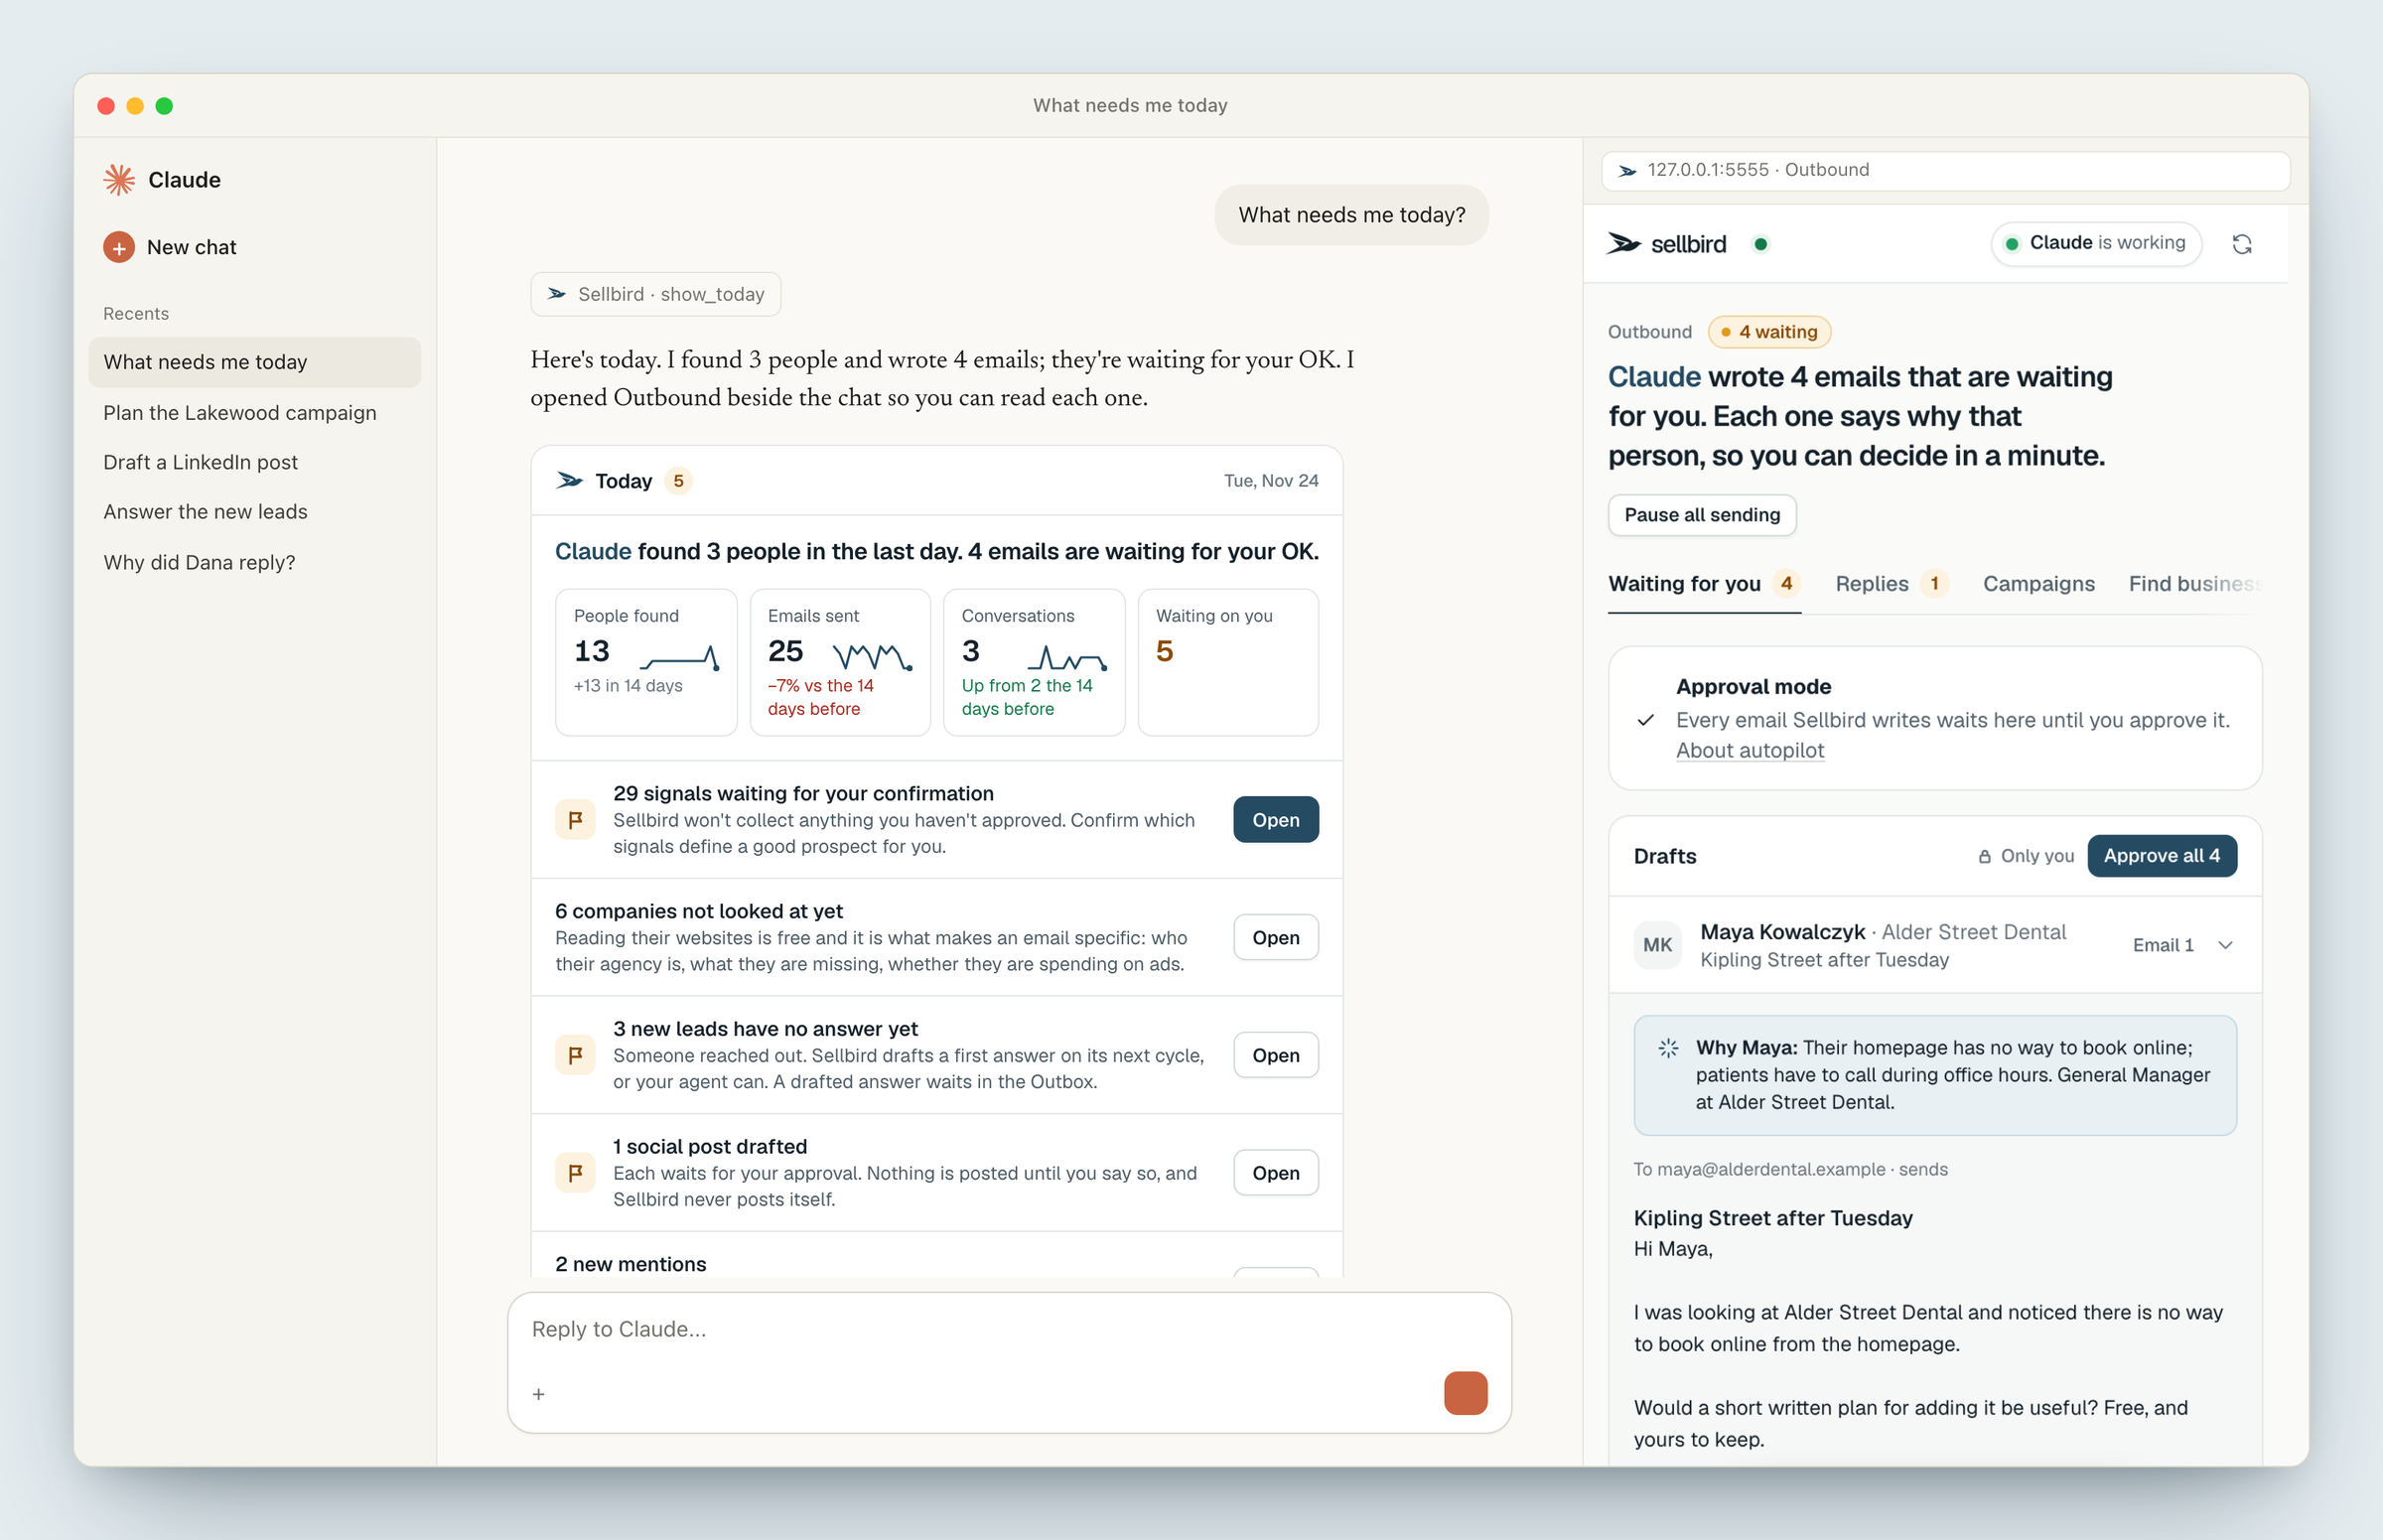 What needs me today
Claude
New chat
Recents
What needs me today
Plan the Lakewood campaign
Draft a LinkedIn post
Answer the new leads
Why did Dana reply?
What needs me today?
Sellbird · show_today
Here's today. I found 3 people and wrote 4 emails; they're waiting for your OK. I
opened Outbound beside the chat so you can read each one.
Today 5
Tue, Nov 24
Claude found 3 people in the last day. 4 emails are waiting for your OK.
People found
13
+13 in 14 days
Emails sent
25
−7% vs the 14
days before
Conversations
3
Up from 2 the 14
days before
Waiting on you
5
29 signals waiting for your confirmation
Sellbird won't collect anything you haven't approved. Confirm which
signals define a good prospect for you.
Open
6 companies not looked at yet
Reading their websites is free and it is what makes an email specific: who
their agency is, what they are missing, whether they are spending on ads.
Open
3 new leads have no answer yet
Someone reached out. Sellbird drafts a first answer on its next cycle,
or your agent can. A drafted answer waits in the Outbox.
Open
1 social post drafted
Each waits for your approval. Nothing is posted until you say so, and
Sellbird never posts itself.
Open
2 new mentions
Reply to Claude...
+
127.0.0.1:5555 · Outbound
sellbird
Claude is working
Outbound
4 waiting
Claude wrote 4 emails that are waiting
for you. Each one says why that
person, so you can decide in a minute.
Pause all sending
Waiting for you 4
Replies 1
Campaigns
Find business
Approval mode
Every email Sellbird writes waits here until you approve it.
About autopilot
Drafts
Only you
Approve all 4
MK
Maya Kowalczyk · Alder Street Dental
Kipling Street after Tuesday
Email 1
Why Maya: Their homepage has no way to book online;
patients have to call during office hours. General Manager
at Alder Street Dental.
To maya@alderdental.example · sends
Kipling Street after Tuesday
Hi Maya,
I was looking at Alder Street Dental and noticed there is no way
to book online from the homepage.
Would a short written plan for adding it be useful? Free, and
yours to keep.